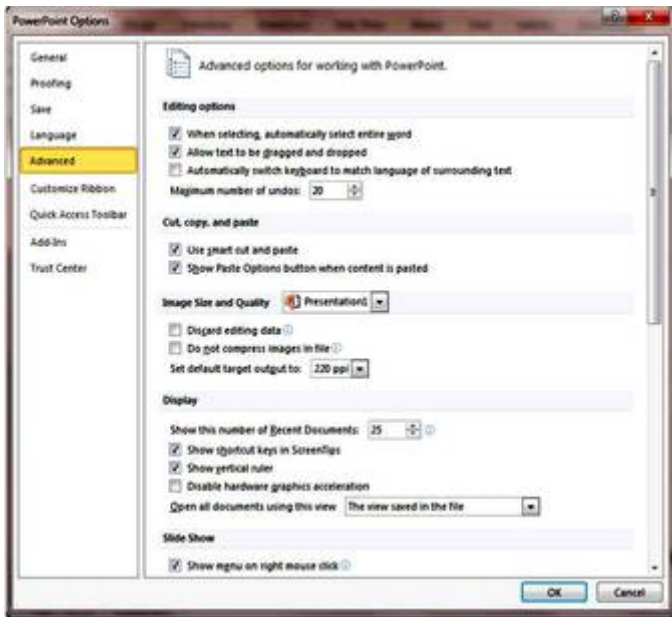 PowerPoint Options
General
Proofing
Save
Language
Advanced
Customize Ribbon
Quick Access Toolbar
Add-Ins
Trust Center
Advanced options for working with PowerPoint.
Editing options
When selecting, automatically select entire word
Allow text to be dragged and dropped
Automatically switch keyboard to match language of surrounding text
Maximum number of undos: 20
Cut, copy, and paste
Use smart cut and paste
Show Paste Options button when content is pasted
Image Size and Quality Presentation1
Discard editing data
Do not compress images in file
Set default target output to: 220 ppi
Display
Show this number of Recent Documents: 25
Show shortcut keys in ScreenTips
Show vertical ruler
Disable hardware graphics acceleration
Open all documents using this view The view saved in the file
Slide Show
Show menu on right mouse click
OK Cancel